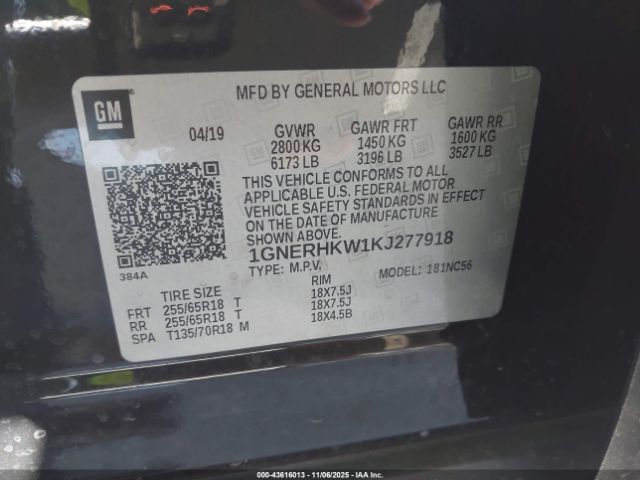 GM
MFD BY GENERAL MOTORS LLC
04/19 GVWR GAWR FRT GAWR RR
2800 KG 1450 KG 1600 KG
6173 LB 3196 LB 3527 LB
THIS VEHICLE CONFORMS TO ALL
APPLICABLE U.S. FEDERAL MOTOR
VEHICLE SAFETY STANDARDS IN EFFECT
ON THE DATE OF MANUFACTURE
SHOWN ABOVE.
1GNERHKW1KJ277918
384A
TYPE: M.P.V. MODEL: 181NC56
TIRE SIZE RIM
FRT 255/65R18 T 18X7.5J
RR 255/65R18 T 18X7.5J
SPA T135/70R18 M 18X4.5B
000-43616013 - 11/06/2025 - IAA Inc.